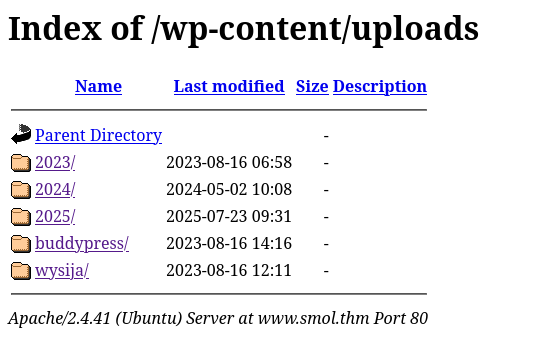 Index of /wp-content/uploads
Name Last modified Size Description
Parent Directory -
2023/ 2023-08-16 06:58 -
2024/ 2024-05-02 10:08 -
2025/ 2025-07-23 09:31 -
buddypress/ 2023-08-16 14:16 -
wysija/ 2023-08-16 12:11 -
Apache/2.4.41 (Ubuntu) Server at www.smol.thm Port 80